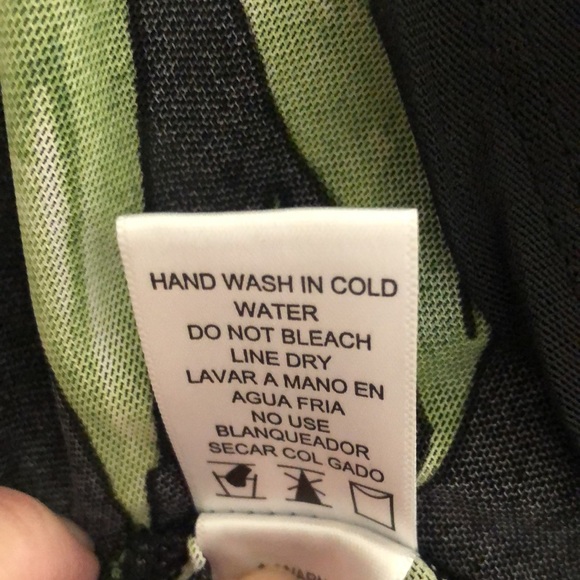 HAND WASH IN COLD
WATER
DO NOT BLEACH
LINE DRY
LAVAR A MANO EN
AGUA FRIA
NO USE
BLANQUEADOR
SECAR COL GADO